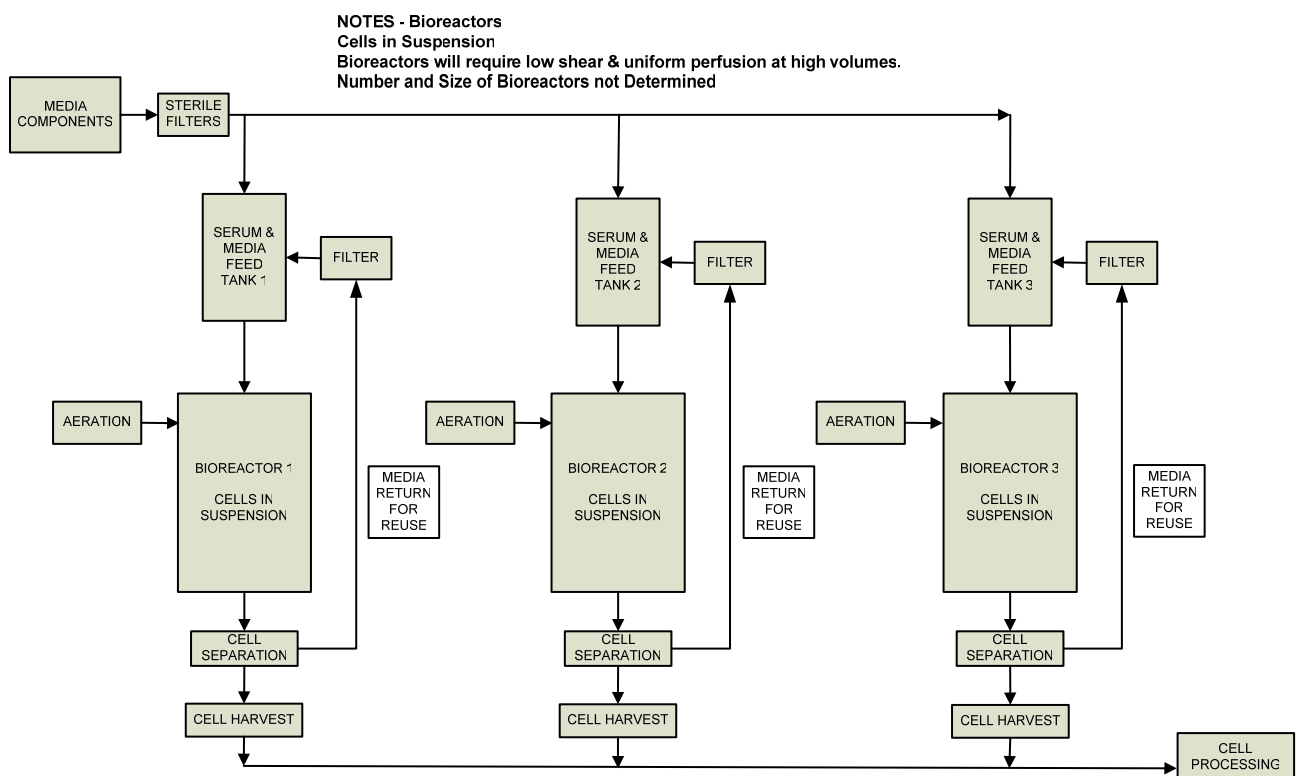 NOTES - Bioreactors
Cells in Suspension
Bioreactors will require low shear & uniform perfusion at high volumes.
Number and Size of Bioreactors not Determined
MEDIA
COMPONENTS
STERILE
FILTERS
SERUM &
MEDIA
FEED
TANK 1
FILTER
SERUM &
MEDIA
FEED
TANK 2
FILTER
SERUM &
MEDIA
FEED
TANK 3
FILTER
AERATION
BIOREACTOR 1
CELLS IN
SUSPENSION
MEDIA
RETURN
FOR
REUSE
AERATION
BIOREACTOR 2
CELLS IN
SUSPENSION
MEDIA
RETURN
FOR
REUSE
AERATION
BIOREACTOR 3
CELLS IN
SUSPENSION
MEDIA
RETURN
FOR
REUSE
CELL
SEPARATION
CELL
SEPARATION
CELL
SEPARATION
CELL HARVEST
CELL HARVEST
CELL HARVEST
CELL
PROCESSING